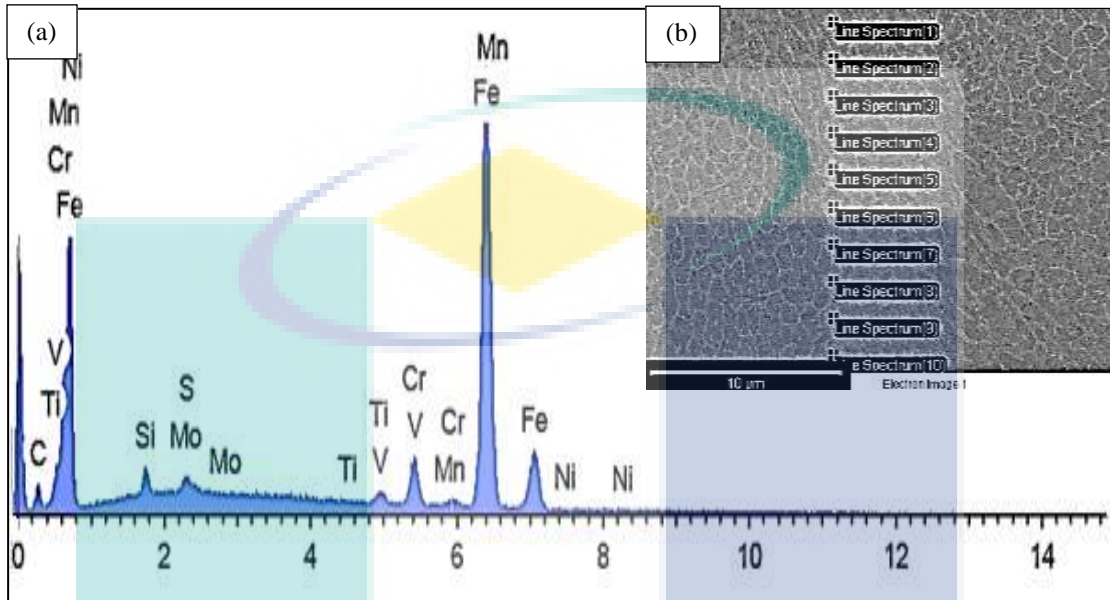 (a)
Ni
Mn
Cr
Fe
V
Ti
C
Si
S
Mo
Mo
Ti
Ti
V
Cr
V
Cr
Mn
Mn
Fe
Fe
Ni
Ni
0 2 4 6 8 10 12 14
(b)
Line Spectrum(1)
Line Spectrum(2)
Line Spectrum(3)
Line Spectrum(4)
Line Spectrum(5)
Line Spectrum(6)
Line Spectrum(7)
Line Spectrum(8)
Line Spectrum(9)
Line Spectrum(10)
10 µm
Electron Image 1